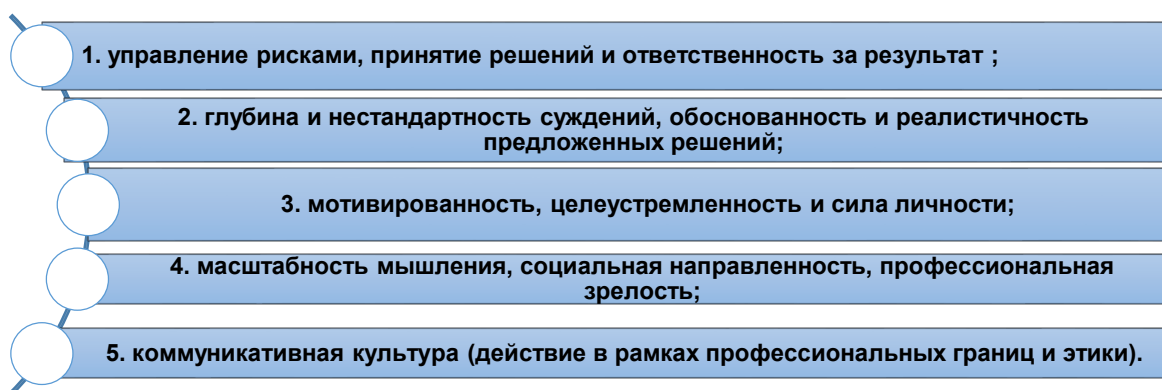 1. управление рисками, принятие решений и ответственность за результат ;
2. глубина и нестандартность суждений, обоснованность и реалистичность
предложенных решений;
3. мотивированность, целеустремленность и сила личности;
4. масштабность мышления, социальная направленность, профессиональная
зрелость;
5. коммуникативная культура (действие в рамках профессиональных границ и этики).